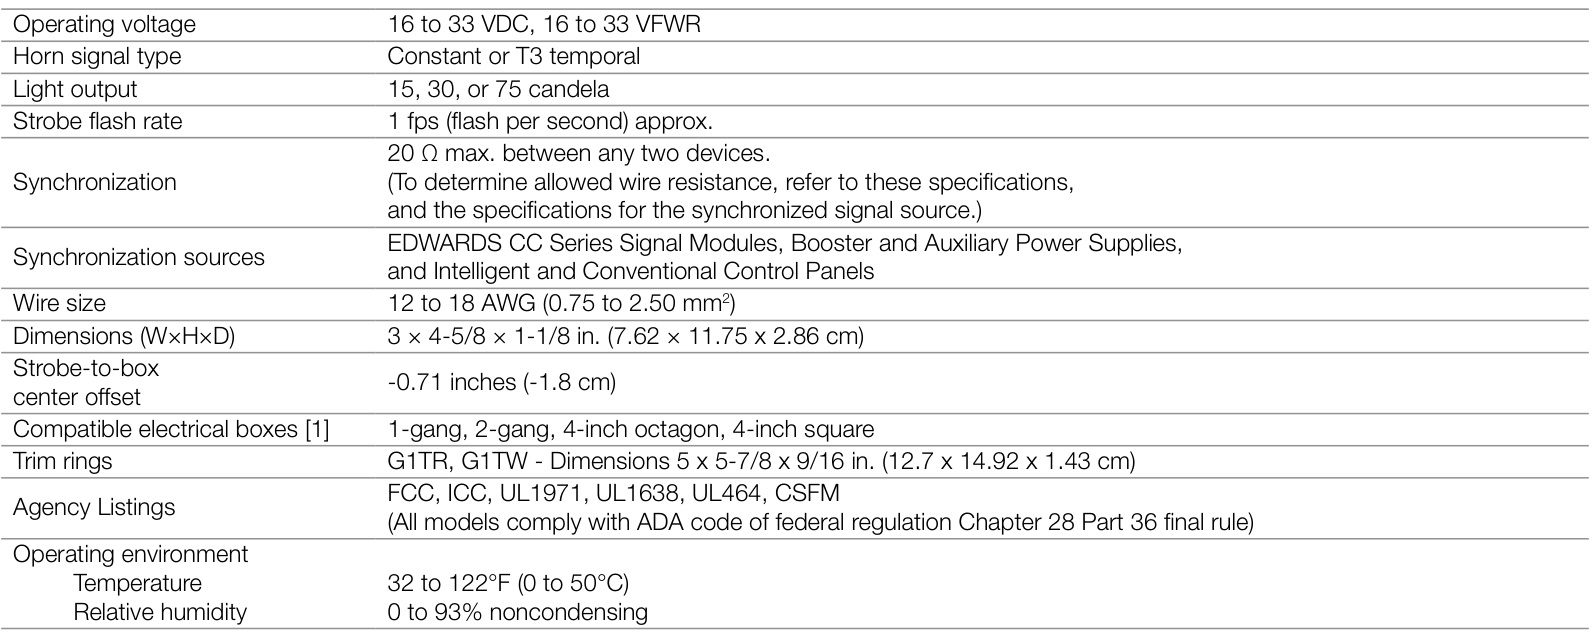 Operating voltage 16 to 33 VDC, 16 to 33 VFWR
Horn signal type Constant or T3 temporal
Light output 15, 30, or 75 candela
Strobe flash rate 1 fps (flash per second) approx.
Synchronization 20 Ω max. between any two devices.
(To determine allowed wire resistance, refer to these specifications,
and the specifications for the synchronized signal source.)
Synchronization sources EDWARDS CC Series Signal Modules, Booster and Auxiliary Power Supplies,
and Intelligent and Conventional Control Panels
Wire size 12 to 18 AWG (0.75 to 2.50 mm²)
Dimensions (W×H×D) 3 × 4-5/8 × 1-1/8 in. (7.62 × 11.75 x 2.86 cm)
Strobe-to-box
center offset -0.71 inches (-1.8 cm)
Compatible electrical boxes [1] 1-gang, 2-gang, 4-inch octagon, 4-inch square
Trim rings G1TR, G1TW - Dimensions 5 x 5-7/8 x 9/16 in. (12.7 x 14.92 x 1.43 cm)
Agency Listings FCC, ICC, UL1971, UL1638, UL464, CSFM
(All models comply with ADA code of federal regulation Chapter 28 Part 36 final rule)
Operating environment
Temperature 32 to 122°F (0 to 50°C)
Relative humidity 0 to 93% noncondensing